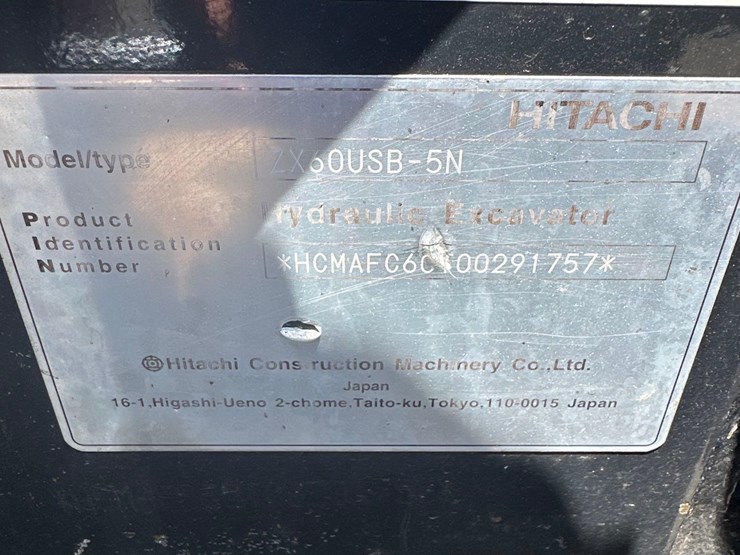 HITACHI
Model/type ZX60USB-5N
Hydraulic Excavator
Product
Identification
Number
Hitachi Construction Machinery Co.,Ltd.
Japan
16-1,Higashi-Ueno 2-chome,Taito-ku,Tokyo,110-0015 Japan